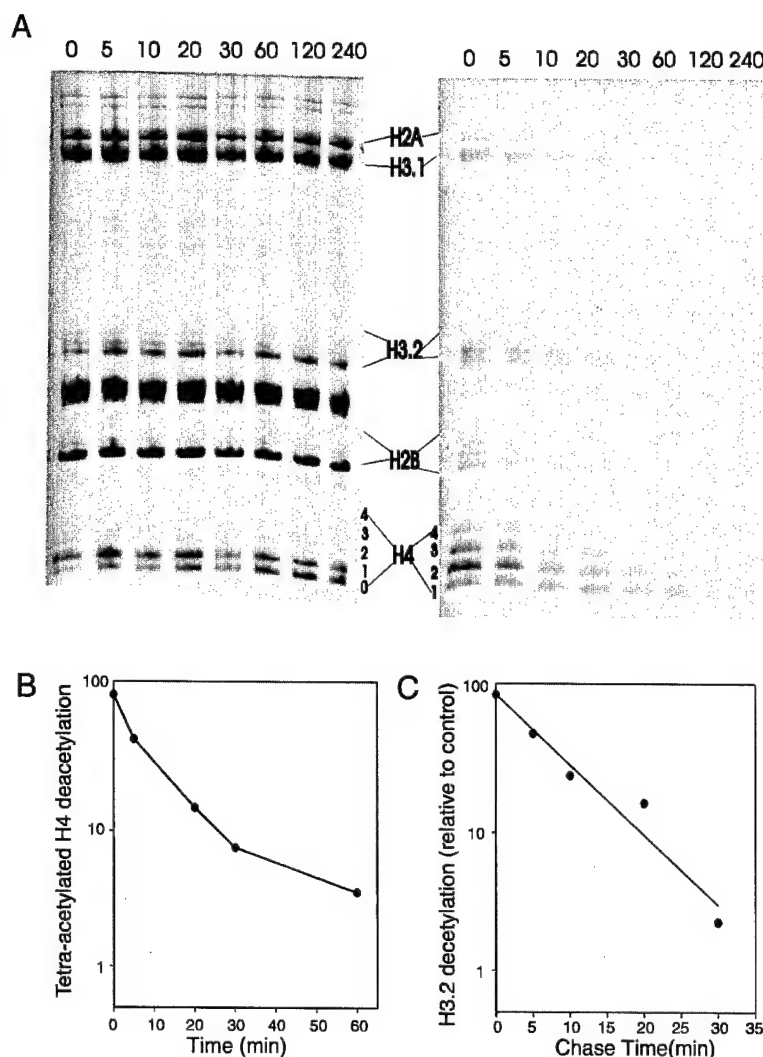 A
0 5 10 20 30 60 120 240
0 5 10 20 30 60 120 240
H2A
H3.1
H3.2
H2B
4
3
2
1
0
H4
4
3
2
1
B
Tetra-acetylated H4 deacetylation
100
10
1
0 10 20 30 40 50 60
Time (min)
C
H3.2 decetylation (relative to control)
100
10
1
0 5 10 15 20 25 30 35
Chase Time(min)